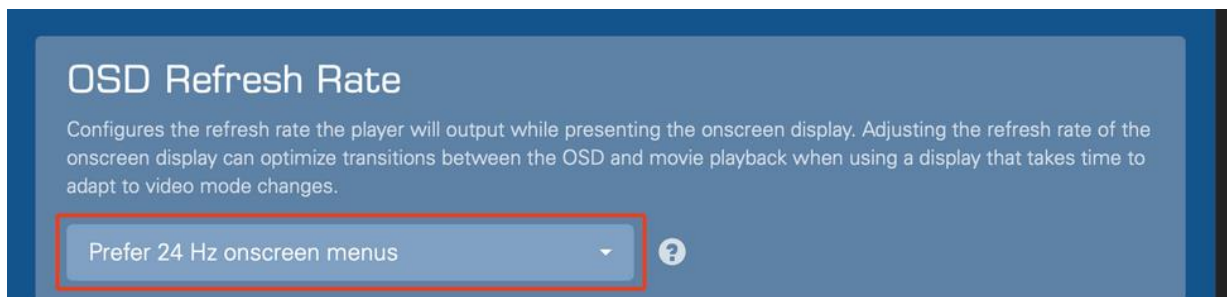 OSD Refresh Rate
Configures the refresh rate the player will output while presenting the onscreen display. Adjusting the refresh rate of the
onscreen display can optimize transitions between the OSD and movie playback when using a display that takes time to
adapt to video mode changes.
Prefer 24 Hz onscreen menus
?